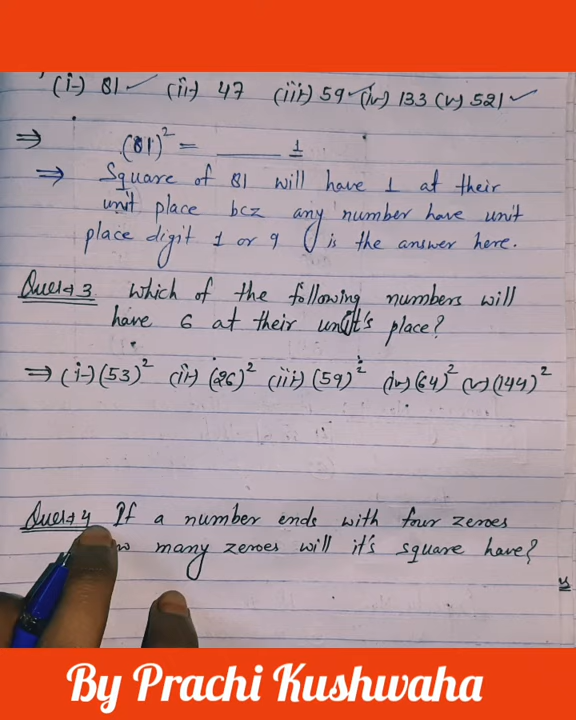 (i-) 81 ✓ (ii-) 47 (iii-) 59 ✓ (iv-) 133 (v-) 521 ✓
⇒ (81)² = _____ 1
⇒ Square of 81 will have 1 at their
unit place bcz any number have unit
place digit 1 or 9 is the answer here.
Ques→3 Which of the following numbers will
have 6 at their unit's place?
⇒ (i-) (53)² (ii-) (26)² (iii-) (59)² (iv-) (64)² (v-) (144)²
Ques→4 If a number ends with four zeroes
many zeroes will it's square have?
By Prachi Kushwaha